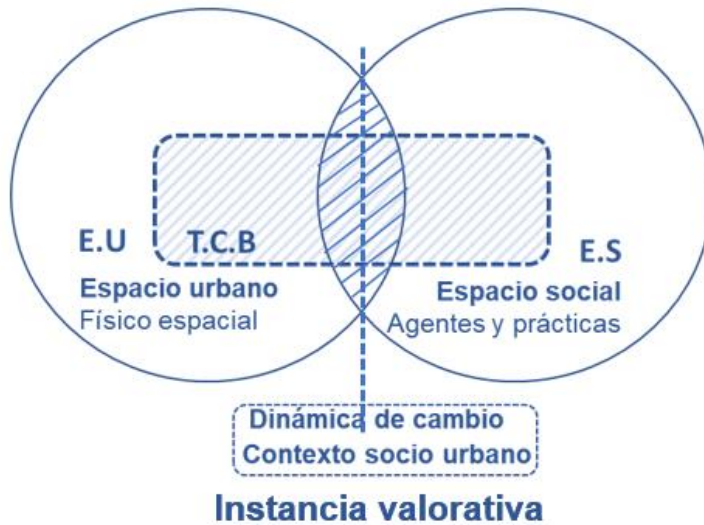 E.U
T.C.B
E.S
Espacio urbano
Físico espacial
Espacio social
Agentes y prácticas
Dinámica de cambio
Contexto socio urbano
Instancia valorativa